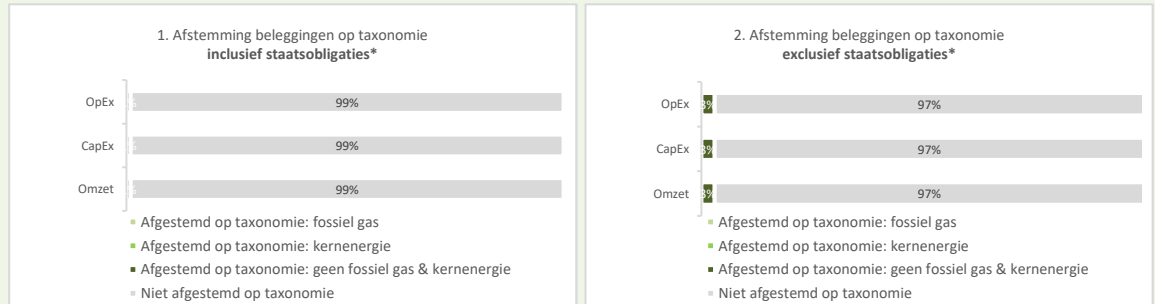 1. Afstemming beleggingen op taxonomie
inclusief staatsobligaties*
OpEx
99%
CapEx
99%
Omzet
99%
Afgestemd op taxonomie: fossiel gas
Afgestemd op taxonomie: kernenergie
Afgestemd op taxonomie: geen fossiel gas & kernenergie
Niet afgestemd op taxonomie
2. Afstemming beleggingen op taxonomie
exclusief staatsobligaties*
OpEx
3% 97%
CapEx
3% 97%
Omzet
3% 97%
Afgestemd op taxonomie: fossiel gas
Afgestemd op taxonomie: kernenergie
Afgestemd op taxonomie: geen fossiel gas & kernenergie
Niet afgestemd op taxonomie